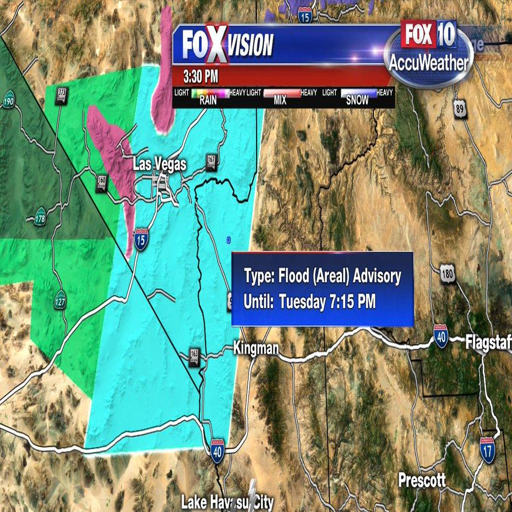 15
FOX VISION
FOX 10
AccuWeather
3:30 PM
LIGHT HEAVY LIGHT HEAVY LIGHT HEAVY
RAIN MIX SNOW
190
89
Las Vegas
178
15
Type: Flood (Areal) Advisory
Until: Tuesday 7:15 PM
180
127
Kingman
40
Flagstaf
40
17
Prescott
Lake Havasu City